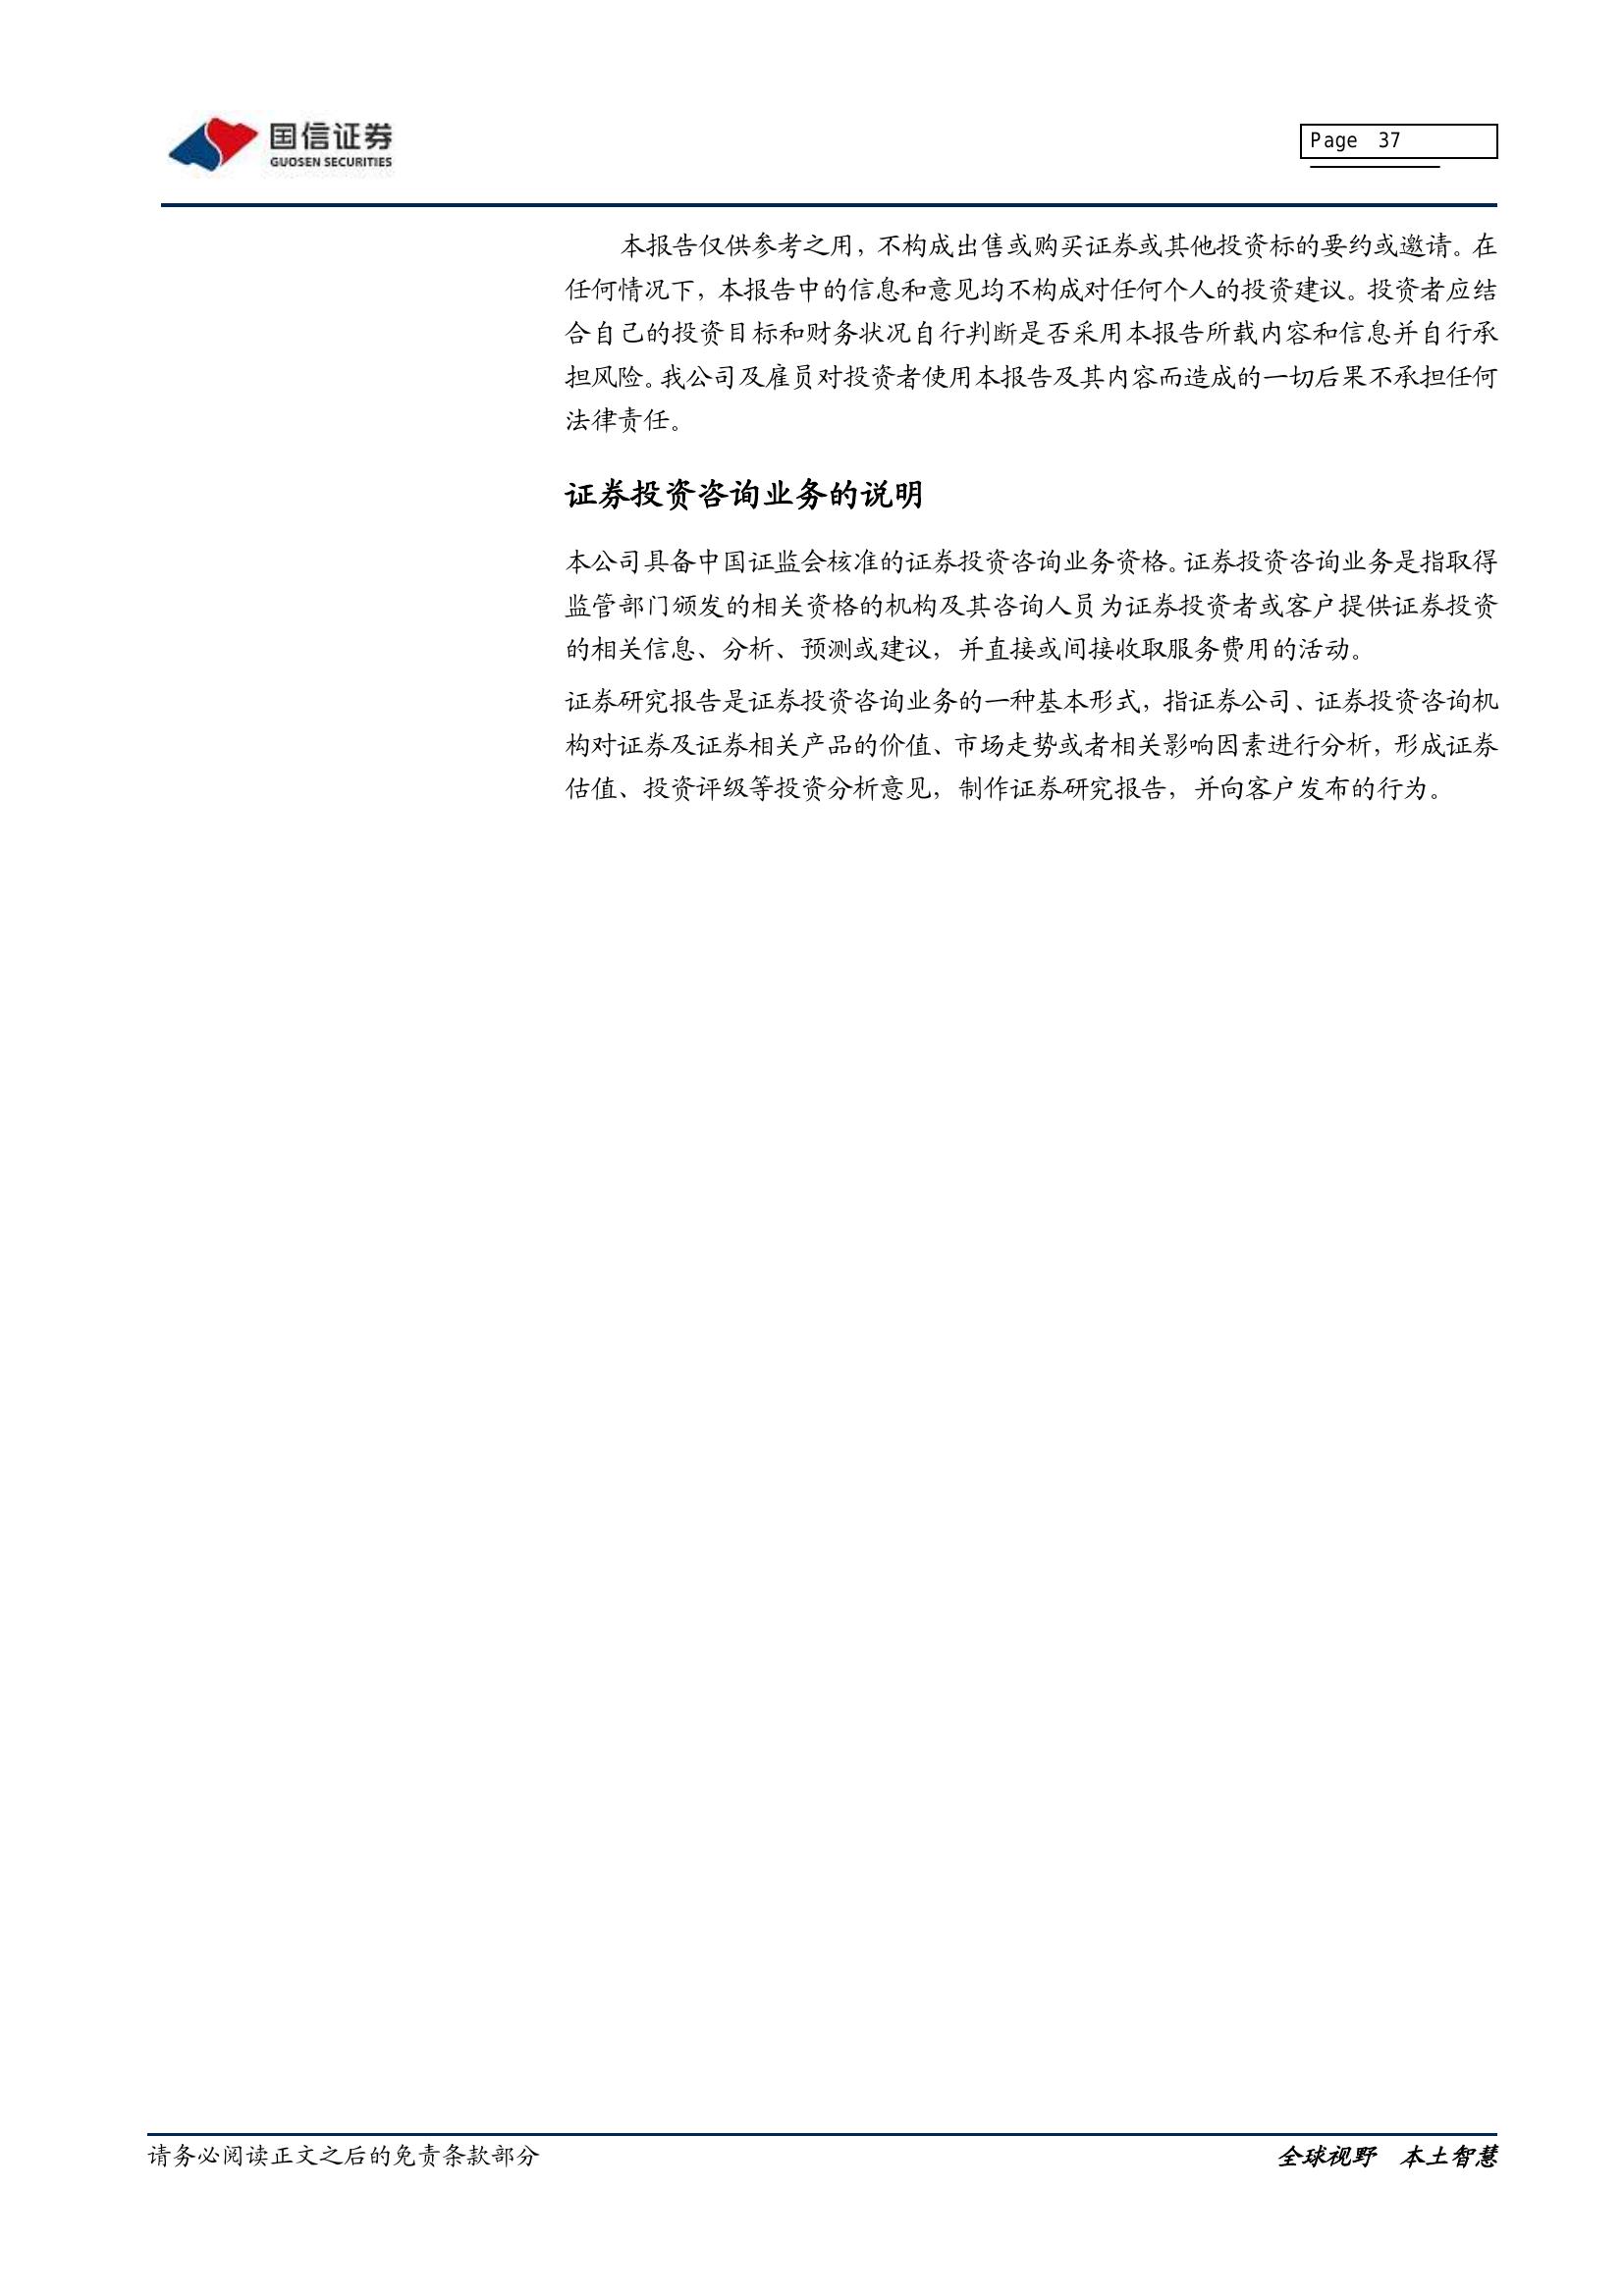 国信证券
GUOSEN SECURITIES
Page 37
本报告仅供参考之用，不构成出售或购买证券或其他投资标的要约或邀请。在
任何情况下，本报告中的信息和意见均不构成对任何个人的投资建议。投资者应结
合自己的投资目标和财务状况自行判断是否采用本报告所载内容和信息并自行承
担风险。我公司及雇员对投资者使用本报告及其内容而造成的一切后果不承担任何
法律责任。
证券投资咨询业务的说明
本公司具备中国证监会核准的证券投资咨询业务资格。证券投资咨询业务是指取得
监管部门颁发的相关资格的机构及其咨询人员为证券投资者或客户提供证券投资
的相关信息、分析、预测或建议，并直接或间接收取服务费用的活动。
证券研究报告是证券投资咨询业务的一种基本形式，指证券公司、证券投资咨询机
构对证券及证券相关产品的价值、市场走势或者相关影响因素进行分析，形成证券
估值、投资评级等投资分析意见，制作证券研究报告，并向客户发布的行为。
请务必阅读正文之后的免责条款部分
全球视野 本土智慧